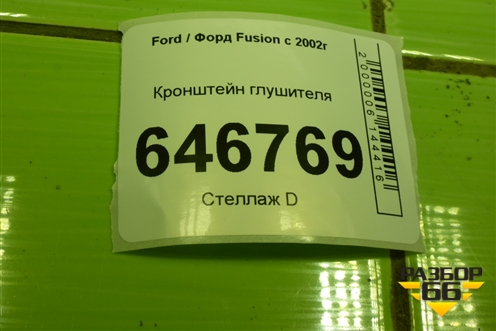 Ford / Форд Fusion с 2002г
Кронштейн глушителя
646769
Стеллаж D
2000006144416
РАЗБОР
66